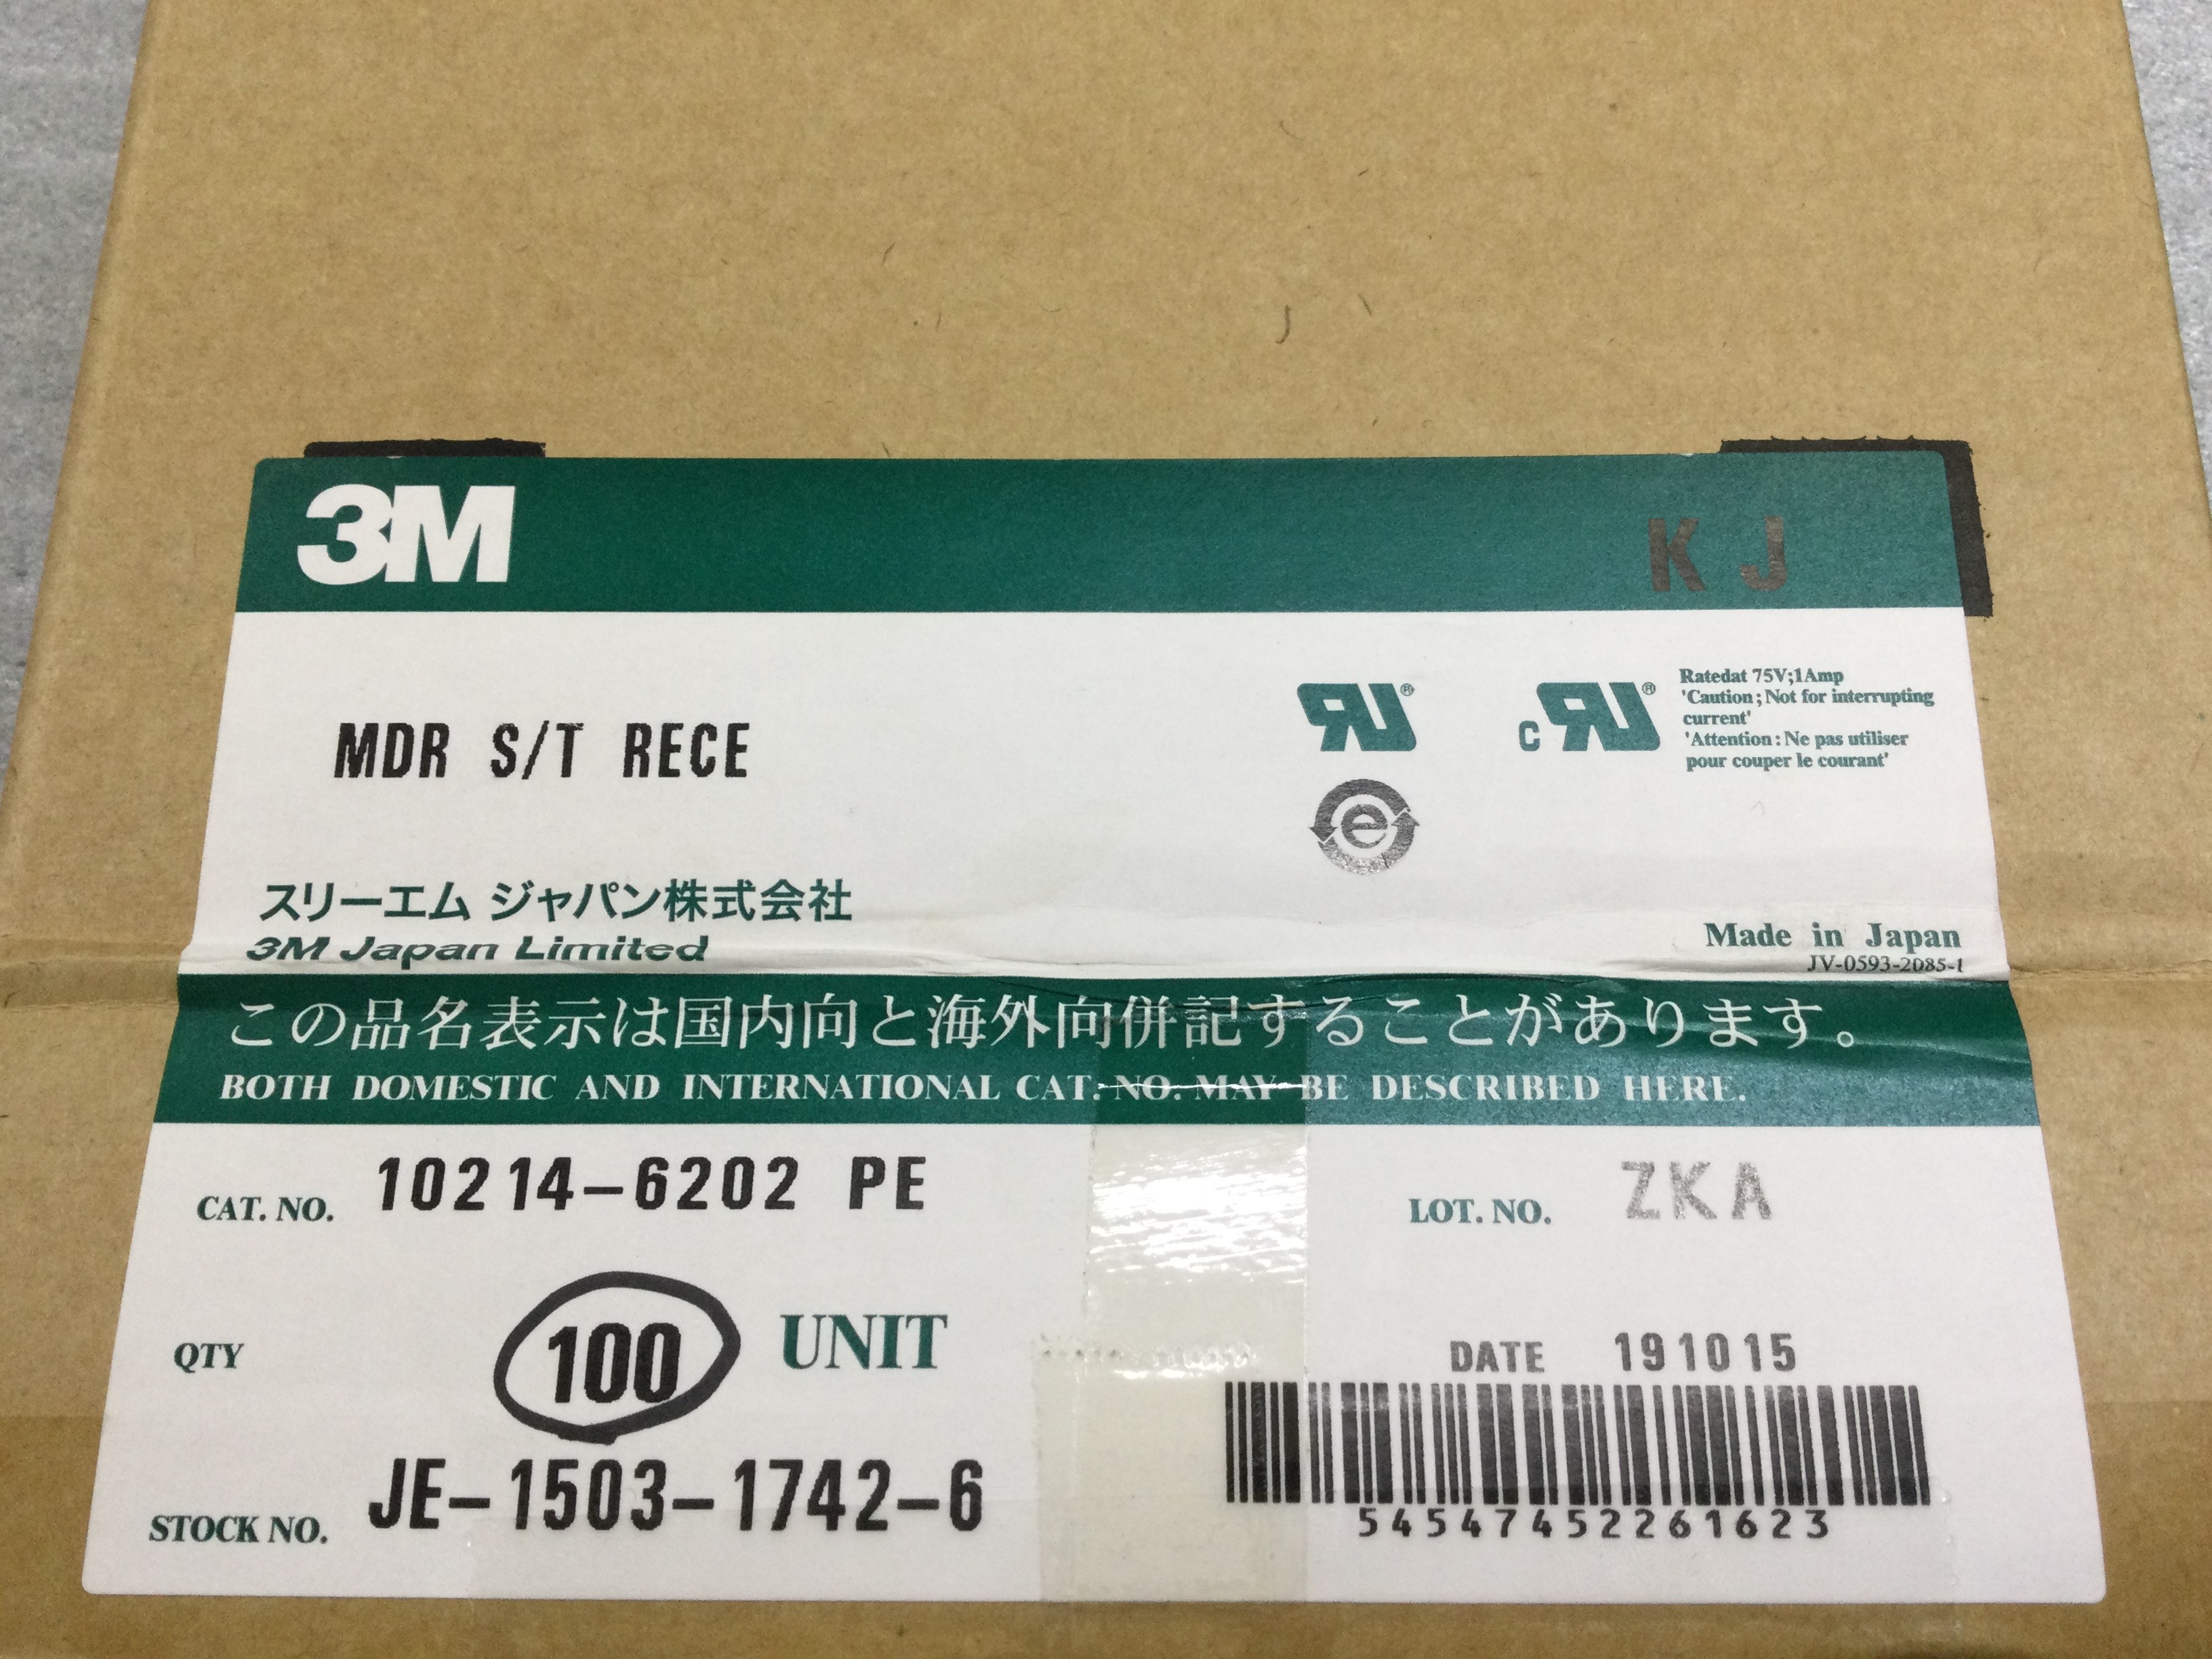 3M
K J
MDR S/T RECE
Ratedat 75V;1Amp
'Caution ; Not for interrupting
current'
'Attention : Ne pas utiliser
pour couper le courant'
c
e
スリーエム ジャパン株式会社
3M Japan Limited
Made in Japan
JV-0593-2085-1
この品名表示は国内向と海外向併記することがあります。
BOTH DOMESTIC AND INTERNATIONAL CAT. NO. MAY BE DESCRIBED HERE.
CAT. NO. 10214-6202 PE
LOT. NO. ZKA
QTY 100 UNIT
DATE 191015
STOCK NO. JE-1503-1742-6
54547452261623